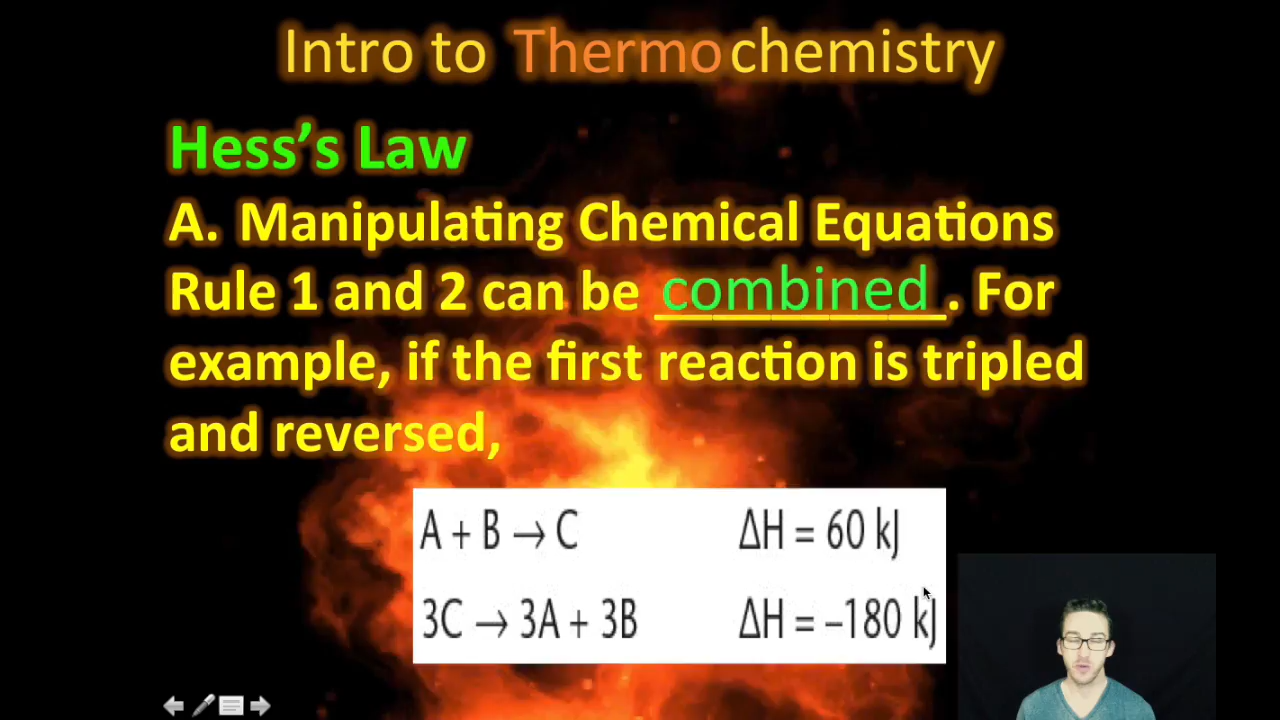 Intro to Thermochemistry
Hess’s Law
A. Manipulating Chemical Equations
Rule 1 and 2 can be combined. For
example, if the first reaction is tripled
and reversed,
A + B → C ΔH = 60 kJ
3C → 3A + 3B ΔH = –180 kJ